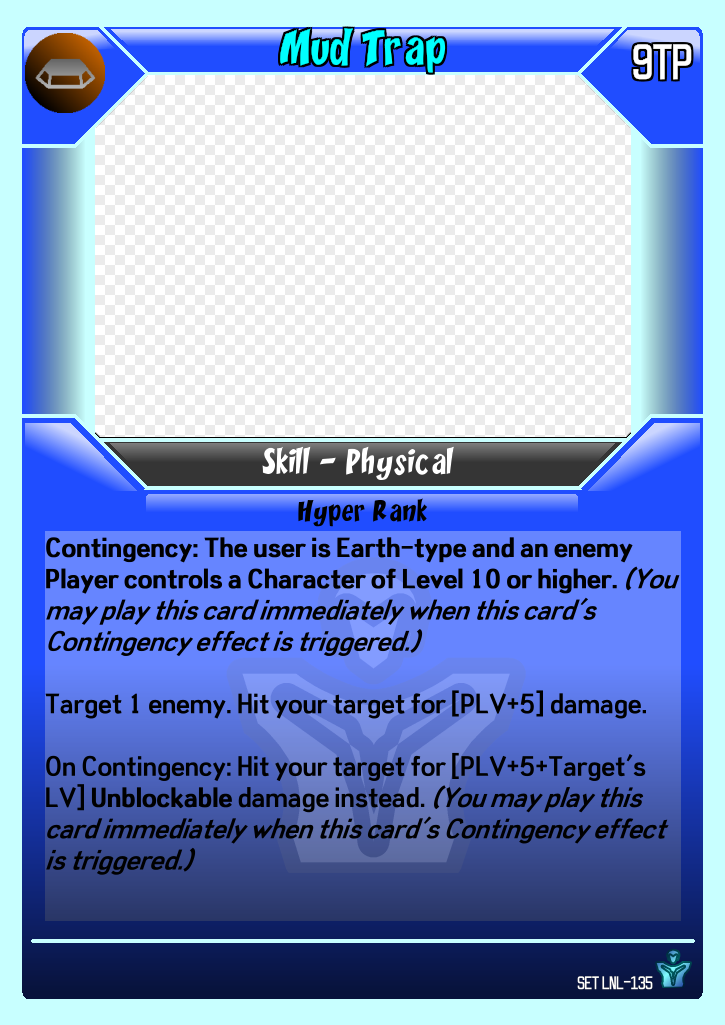 Mud Trap
9TP
Skill - Physical
Hyper Rank
Contingency: The user is Earth-type and an enemy
Player controls a Character of Level 10 or higher. (You
may play this card immediately when this card's
Contingency effect is triggered.)
Target 1 enemy. Hit your target for [PLV+5] damage.
On Contingency: Hit your target for [PLV+5+Target's
LV] Unblockable damage instead. (You may play this
card immediately when this card's Contingency effect
is triggered.)
SET LNL-135